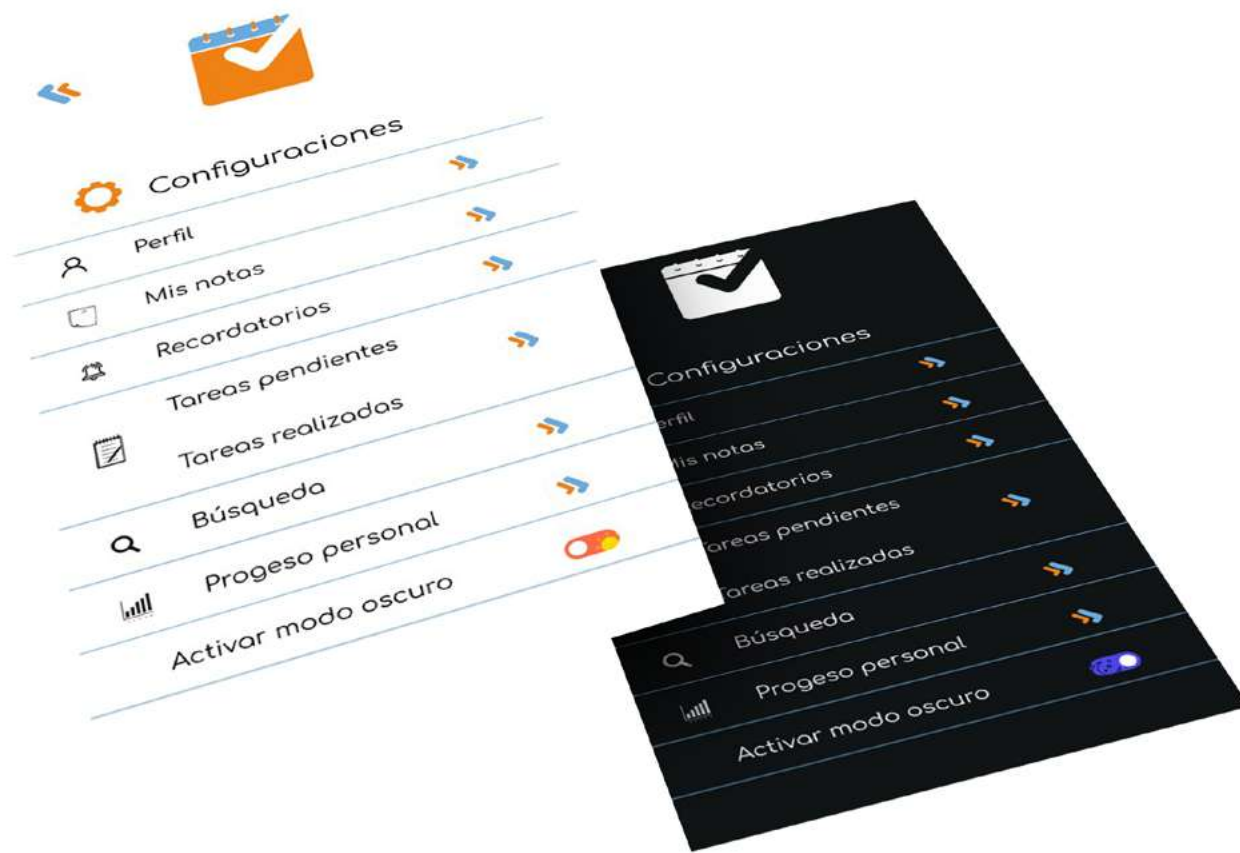 Configuraciones
Perfil
Mis notas
Recordatorios
Tareas pendientes
Tareas realizadas
Búsqueda
Progeso personal
Activar modo oscuro
Configuraciones
erfil
is notas
ecordatorios
areas pendientes
areas realizadas
Búsqueda
Progeso personal
Activar modo oscuro